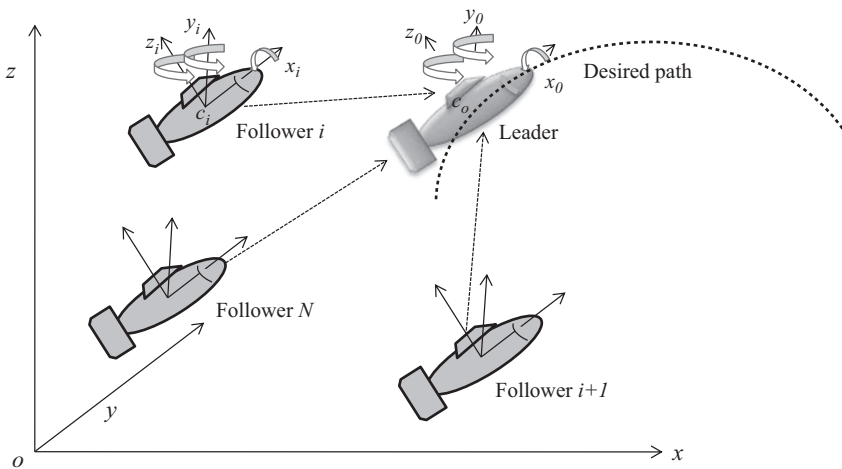 z
z_i
y_i
x_i
c_i
Follower i
z_0
y_0
x_0
c_o
Desired path
Leader
Follower N
Follower i+1
y
o
x